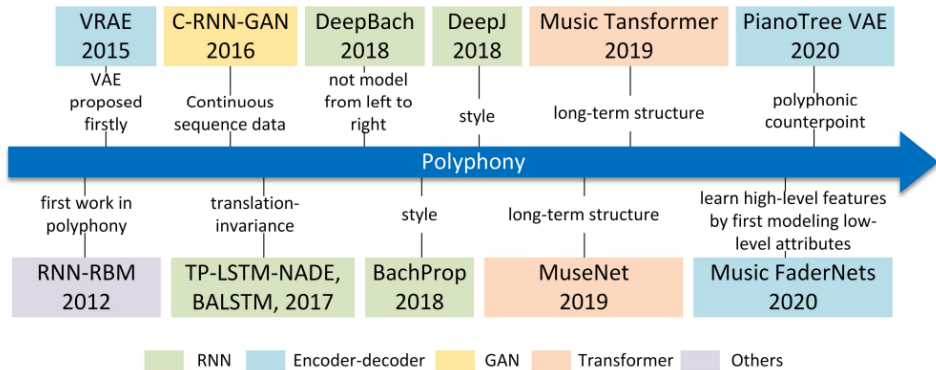 VRAE
2015
C-RNN-GAN
2016
DeepBach
2018
DeepJ
2018
Music Tansformer
2019
PianoTree VAE
2020
VAE
proposed
firstly
Continuous
sequence data
not model
from left to
right
style
long-term structure
polyphonic
counterpoint
Polyphony
first work in
polyphony
translation-
invariance
style
long-term structure
learn high-level features
by first modeling low-
level attributes
RNN-RBM
2012
TP-LSTM-NADE,
BALSTM, 2017
BachProp
2018
MuseNet
2019
Music FaderNets
2020
RNN
Encoder-decoder
GAN
Transformer
Others